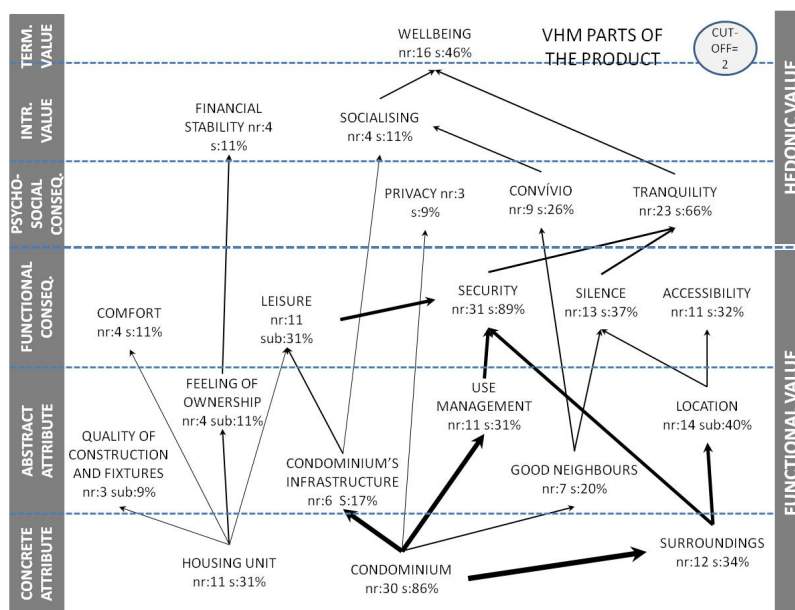 TERM.
VALUE
INTR.
VALUE
PSYCHO-
SOCIAL
CONSEQ.
FUNCTIONAL
CONSEQ.
ABSTRACT
ATTRIBUTE
CONCRETE
ATTRIBUTE
WELLBEING
nr:16 s:46%
VHM PARTS OF
THE PRODUCT
CUT-
OFF=
2
FINANCIAL
STABILITY nr:4
s:11%
SOCIALISING
nr:4 s:11%
PRIVACY nr:3
s:9%
CONVÍVIO
nr:9 s:26%
TRANQUILITY
nr:23 s:66%
COMFORT
nr:4 s:11%
LEISURE
nr:11
sub:31%
SECURITY
nr:31 s:89%
SILENCE
nr:13 s:37%
ACCESSIBILITY
nr:11 s:32%
QUALITY OF
CONSTRUCTION
AND FIXTURES
nr:3 sub:9%
FEELING OF
OWNERSHIP
nr:4 sub:11%
CONDOMINIUM'S
INFRASTRUCTURE
nr:6 S:17%
USE
MANAGEMENT
nr:11 s:31%
GOOD NEIGHBOURS
nr:7 s:20%
LOCATION
nr:14 sub:40%
HOUSING UNIT
nr:11 s:31%
CONDOMINIUM
nr:30 s:86%
SURROUNDINGS
nr:12 s:34%
HEDONIC VALUE
FUNCTIONAL VALUE